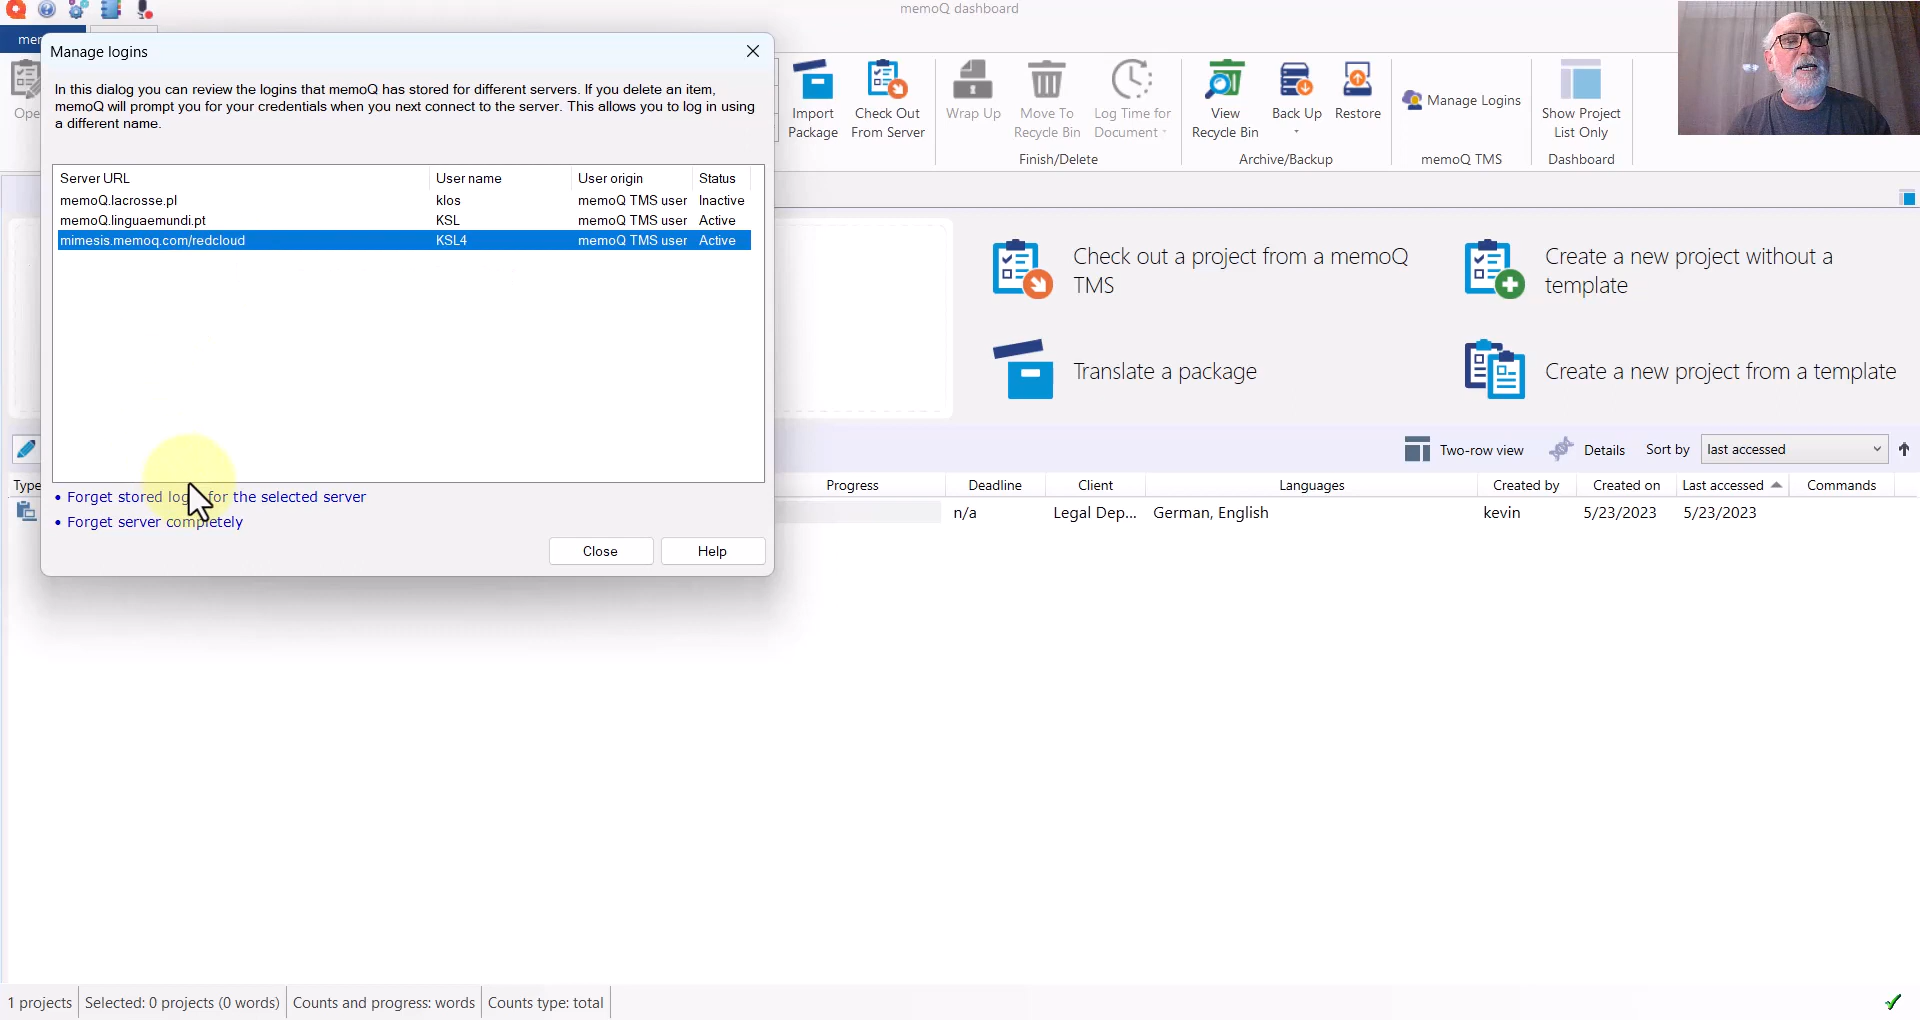 memoQ dashboard
mem
Manage logins
In this dialog you can review the logins that memoQ has stored for different servers. If you delete an item,
memoQ will prompt you for your credentials when you next connect to the server. This allows you to log in using
a different name.
Server URL User name User origin Status
memoQ.lacrosse.pl klos memoQ TMS user Inactive
memoQ.linguaemundi.pt KSL memoQ TMS user Active
mimesis.memoq.com/redcloud KSL4 memoQ TMS user Active
• Forget stored login for the selected server
• Forget server completely
Close Help
Ope
Import
Package
Check Out
From Server
Wrap Up
Move To
Recycle Bin
Log Time for
Document
Finish/Delete
View
Recycle Bin
Back Up
Restore
Archive/Backup
Manage Logins
memoQ TMS
Show Project
List Only
Dashboard
Check out a project from a memoQ
TMS
Create a new project without a
template
Translate a package
Create a new project from a template
Two-row view Details Sort by last accessed
Type Progress Deadline Client Languages Created by Created on Last accessed Commands
n/a Legal Dep... German, English kevin 5/23/2023 5/23/2023
1 projects Selected: 0 projects (0 words) Counts and progress: words Counts type: total